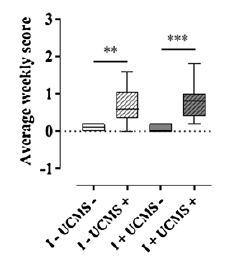 Average weekly score
3
2
1
0
-1
**
***
I - UCMS -
I - UCMS +
I + UCMS -
I + UCMS +